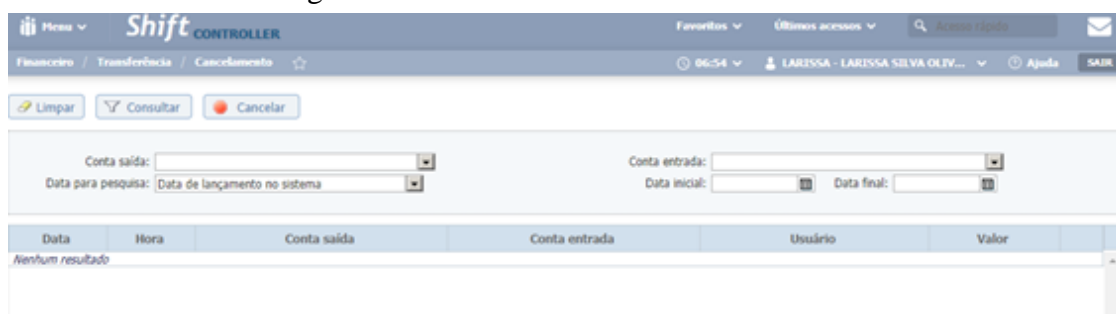 Menu Shift CONTROLLER Favoritos Últimos acessos Acesso rápido
Financeiro / Transferência / Cancelamento 06:54 LARISSA - LARISSA SILVA OLIV... Ajuda SAIR
Limpar Consultar Cancelar
Conta saída: Conta entrada:
Data para pesquisa: Data de lançamento no sistema Data inicial: Data final:
Data Hora Conta saída Conta entrada Usuário Valor
Nenhum resultado